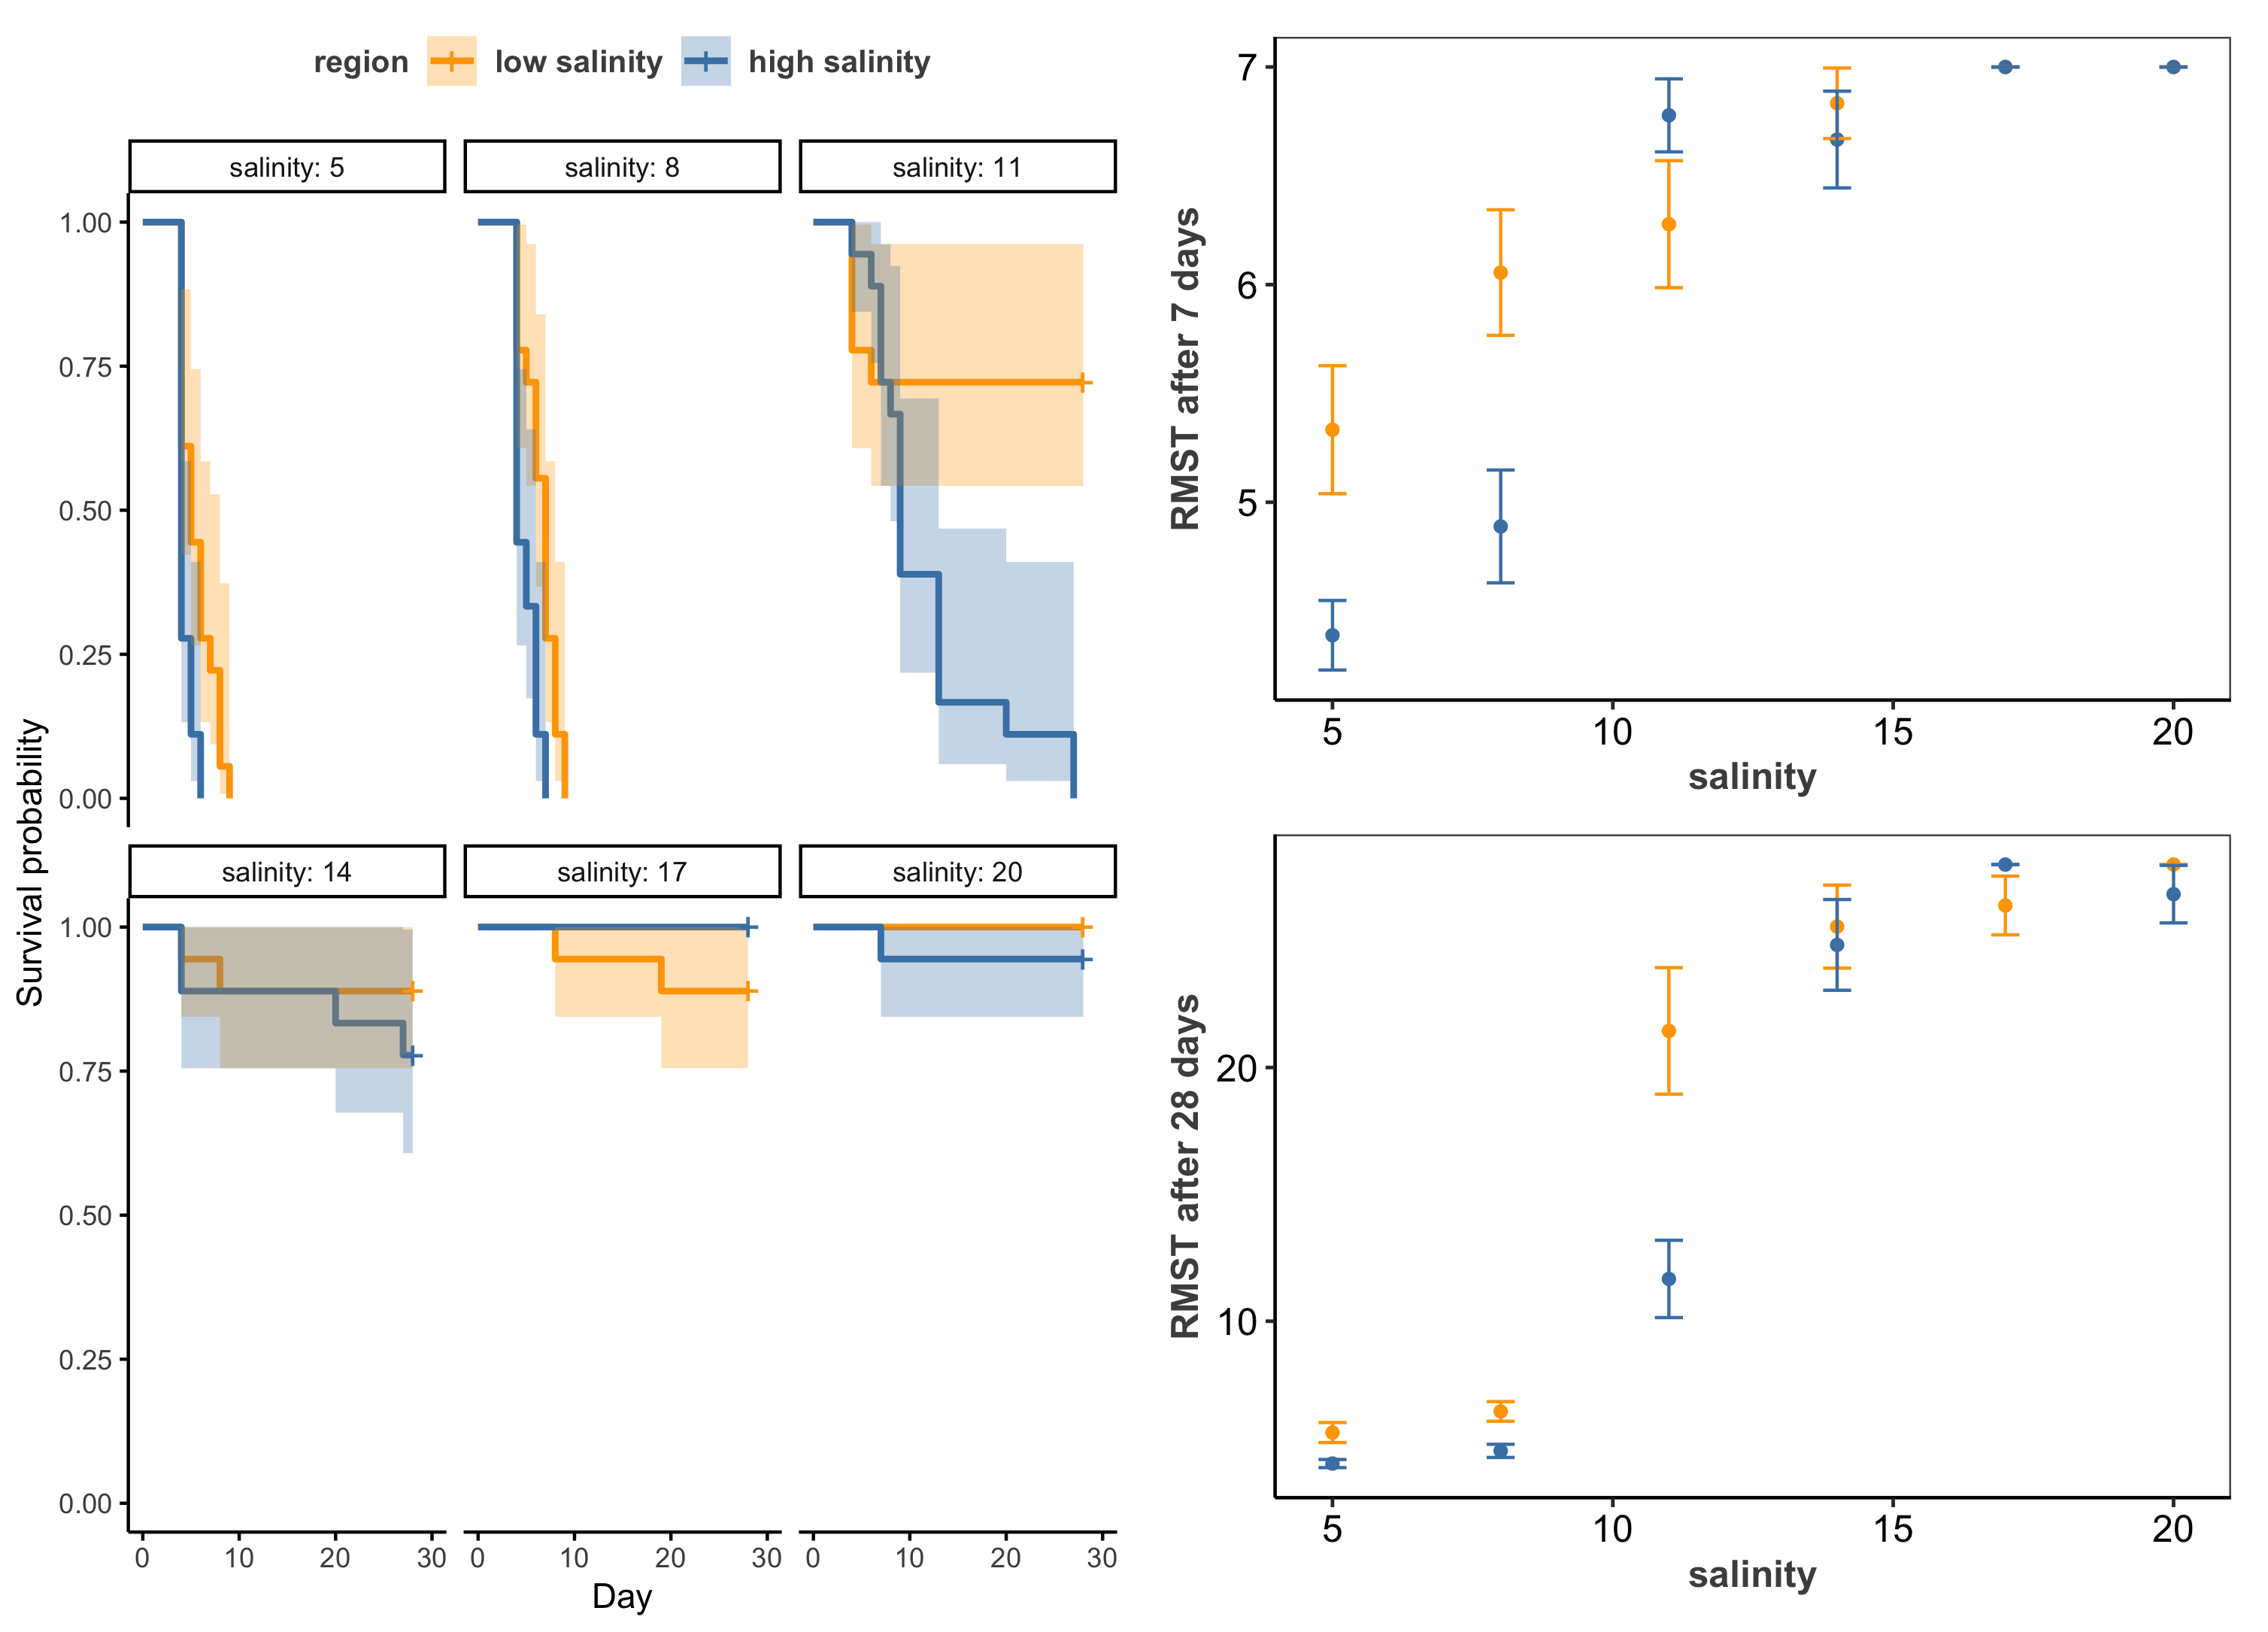 region low salinity high salinity
salinity: 5 salinity: 8 salinity: 11
1.00
0.75
0.50
0.25
0.00
salinity: 14 salinity: 17 salinity: 20
1.00
0.75
0.50
0.25
0.00
0 10 20 30 0 10 20 30 0 10 20 30
Day
Survival probability
7
6
5
5 10 15 20
salinity
RMST after 7 days
20
10
5 10 15 20
salinity
RMST after 28 days